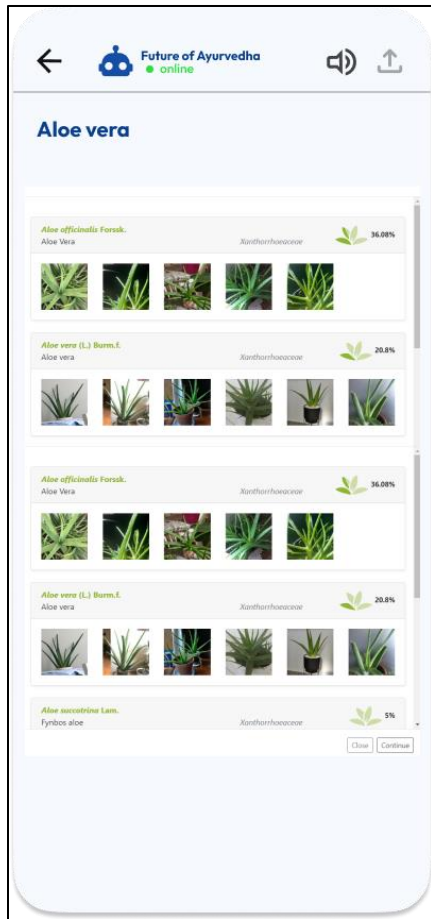 Future of Ayurvedha
online
Aloe vera
Aloe officinalis Forssk.
Aloe Vera
Xanthorrhoeaceae
36.08%
Aloe vera (L.) Burm.f.
Aloe vera
Xanthorrhoeaceae
20.8%
Aloe officinalis Forssk.
Aloe Vera
Xanthorrhoeaceae
36.08%
Aloe vera (L.) Burm.f.
Aloe vera
Xanthorrhoeaceae
20.8%
Aloe succotrina Lam.
Fynbos aloe
Xanthorrhoeaceae
5%
Close
Continue